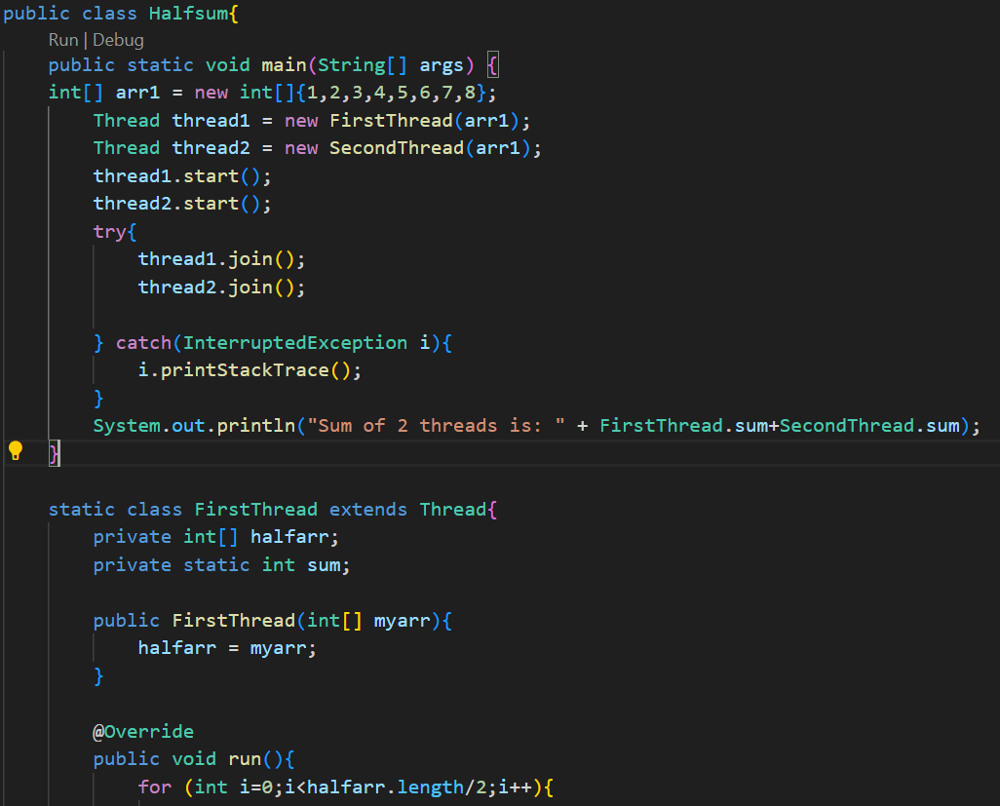 public class Halfsum{
Run | Debug
public static void main(String[] args) {
int[] arr1 = new int[]{1,2,3,4,5,6,7,8};
Thread thread1 = new FirstThread(arr1);
Thread thread2 = new SecondThread(arr1);
thread1.start();
thread2.start();
try{
thread1.join();
thread2.join();
} catch(InterruptedException i){
i.printStackTrace();
}
System.out.println("Sum of 2 threads is: " + FirstThread.sum+SecondThread.sum);
}
static class FirstThread extends Thread{
private int[] halfarr;
private static int sum;
public FirstThread(int[] myarr){
halfarr = myarr;
}
@Override
public void run(){
for (int i=0;i<halfarr.length/2;i++){